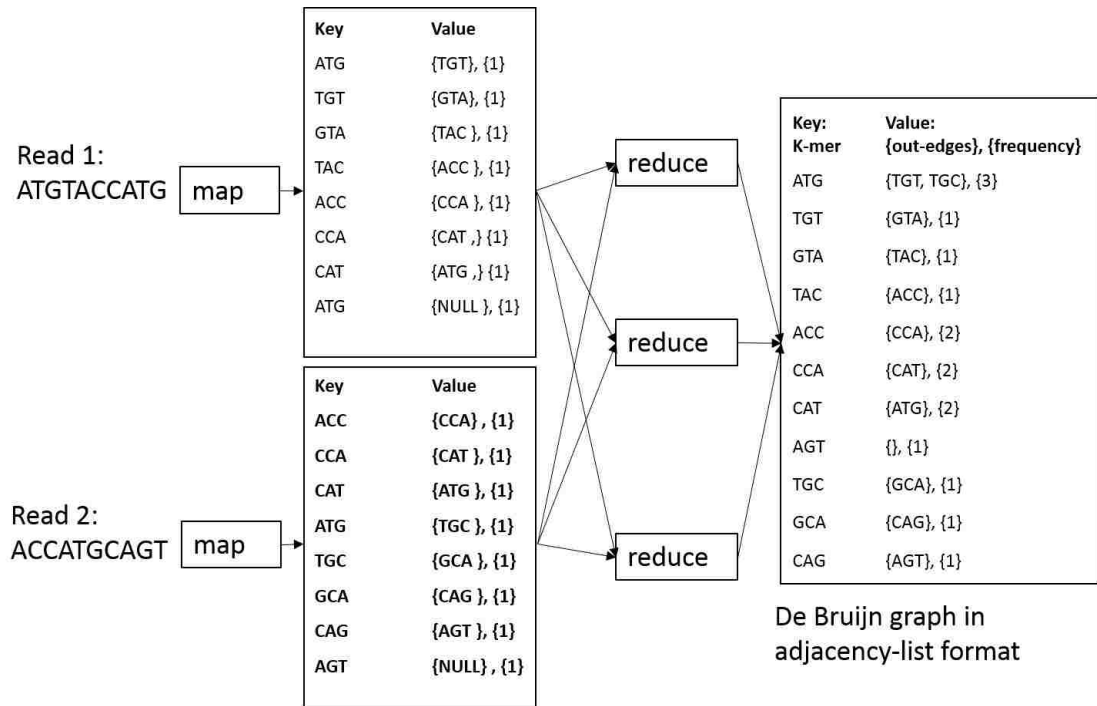 Read 1:
ATGTACCATG
map
Key Value
ATG {TGT}, {1}
TGT {GTA}, {1}
GTA {TAC }, {1}
TAC {ACC }, {1}
ACC {CCA}, {1}
CCA {CAT ,} {1}
CAT {ATG ,} {1}
ATG {NULL }, {1}
Read 2:
ACCATGCAGT
map
Key Value
ACC {CCA} , {1}
CCA {CAT }, {1}
CAT {ATG }, {1}
ATG {TGC }, {1}
TGC {GCA }, {1}
GCA {CAG }, {1}
CAG {AGT }, {1}
AGT {NULL} , {1}
reduce
reduce
reduce
Key: Value:
K-mer {out-edges}, {frequency}
ATG {TGT, TGC}, {3}
TGT {GTA}, {1}
GTA {TAC}, {1}
TAC {ACC}, {1}
ACC {CCA}, {2}
CCA {CAT}, {2}
CAT {ATG}, {2}
AGT {}, {1}
TGC {GCA}, {1}
GCA {CAG}, {1}
CAG {AGT}, {1}
De Bruijn graph in
adjacency-list format